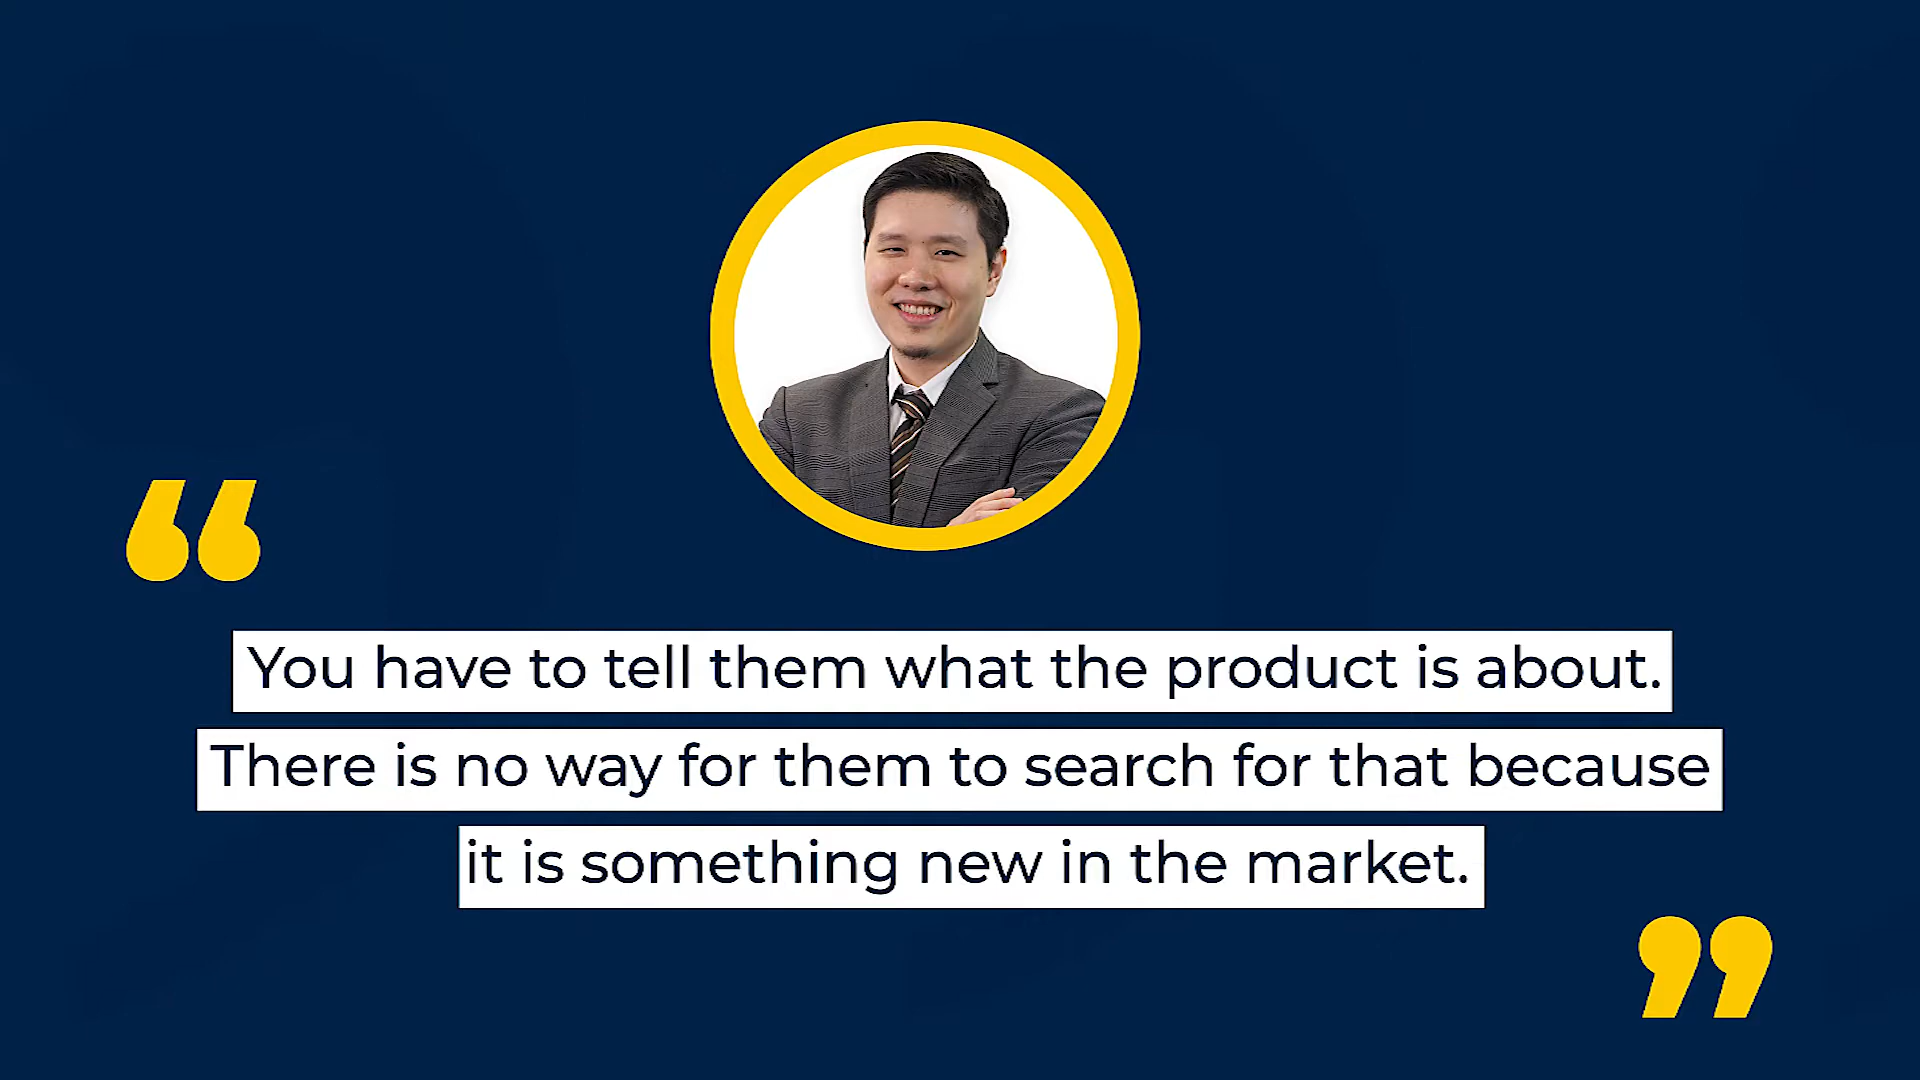 “
You have to tell them what the product is about.
There is no way for them to search for that because
it is something new in the market.
”